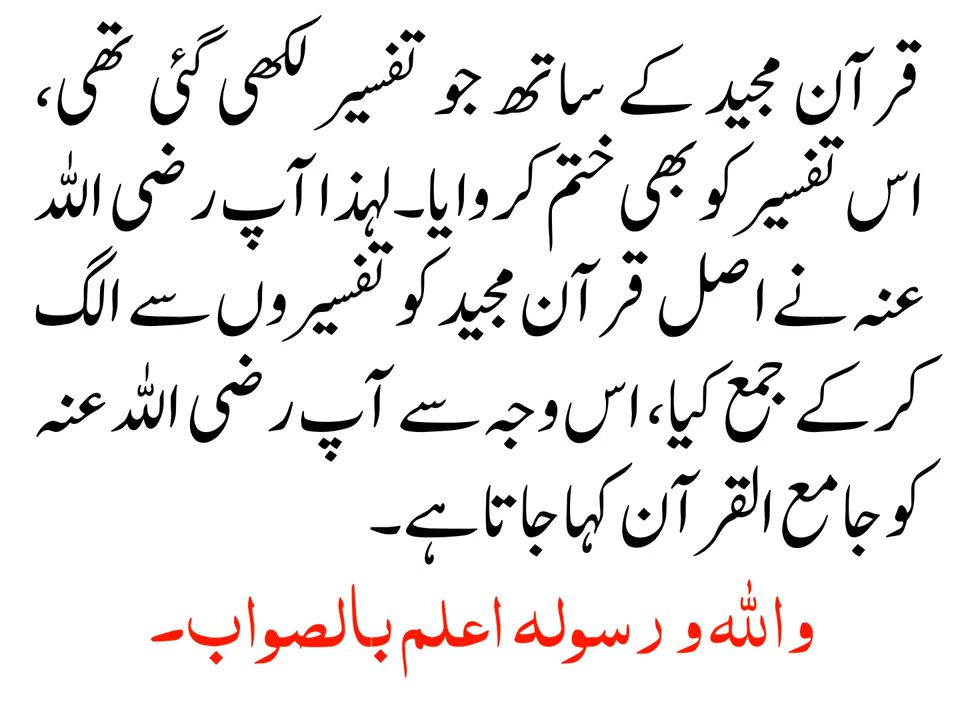 قرآن مجید کے ساتھ جو تفسیر لکھی گئی تھی،
اس تفسیر کو بھی ختم کروایا۔ لہذا آپ رضی اللہ
عنہ نے اصل قرآن مجید کو تفسیروں سے الگ
کرکے جمع کیا، اس وجہ سے آپ رضی اللہ عنہ
کو جامع القرآن کہا جاتا ہے۔
واللہ و رسولہ اعلم بالصواب۔